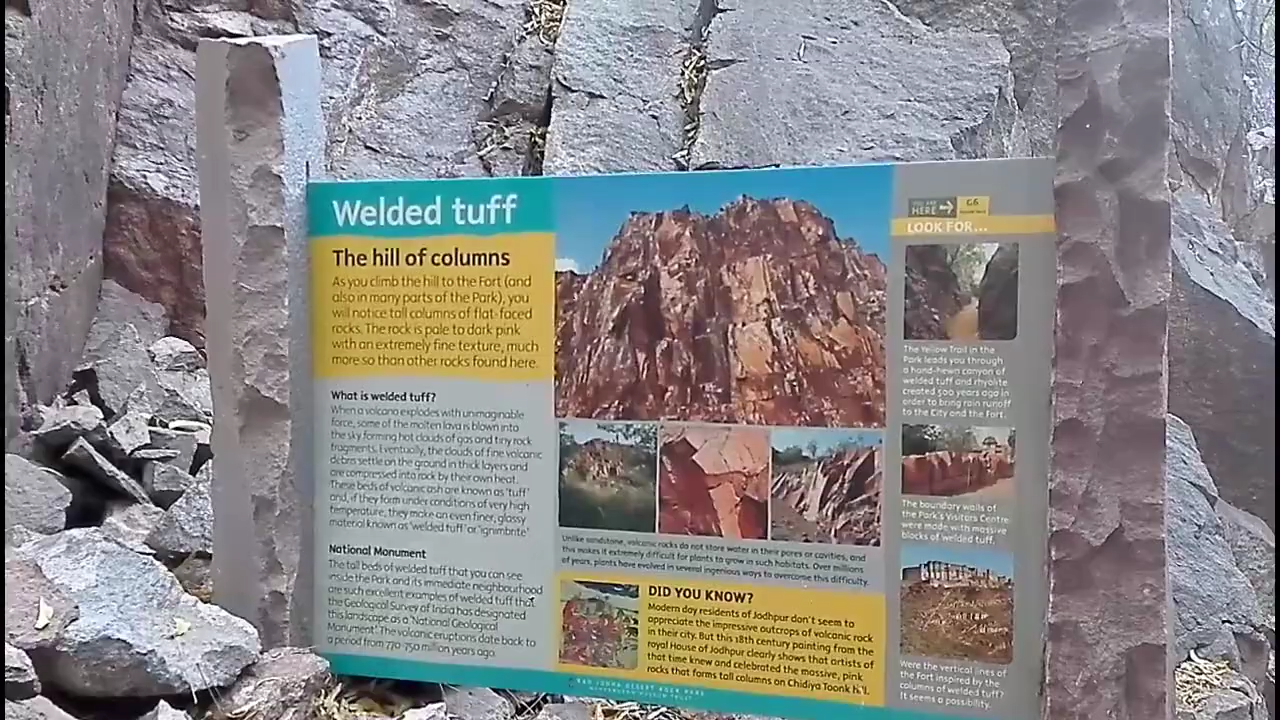 Welded tuff
The hill of columns
As you climb the hill to the Fort (and
also in many parts of the Park), you
will notice tall columns of flat-faced
rocks. The rock is pale to dark pink
with an extremely fine texture, much
more so than other rocks found here.
What is welded tuff?
When a volcano explodes with unimaginable
force, some of the molten lava is blown into
the sky forming hot clouds of gas and tiny rock
fragments. Eventually, the clouds of fine volcanic
debris settle on the ground in thick layers and
are compressed into rock by their own heat.
These beds of volcanic ash are known as 'tuff'
and, if they form under conditions of very high
temperature, they make an even finer, glassy
material known as 'welded tuff' or 'ignimbrite'
National Monument
The tall beds of welded tuff that you can see
inside the Park and its immediate neighbourhood
are such excellent examples of welded tuff that
the Geological Survey of India has designated
this landscape as a 'National Geological
Monument'. The volcanic eruptions date back to
a period from 770-750 million years ago.
Unlike sandstone, volcanic rocks do not store water in their pores or cavities, and
this makes it extremely difficult for plants to grow in such habitats. Over millions
of years, plants have evolved in several ingenious ways to overcome this difficulty.
DID YOU KNOW?
Modern day residents of Jodhpur don't seem to
appreciate the impressive outcrops of volcanic rock
in their city. But this 18th century painting from the
royal House of Jodhpur clearly shows that artists of
that time knew and celebrated the massive, pink
rocks that forms tall columns on Chidiya Toonk hill.
RAO JODHA DESERT ROCK PARK
MEHRANGARH MUSEUM TRUST
YOU ARE
HERE
G6
LOOK FOR...
The Yellow Trail in the
Park leads you through
a hand-hewn canyon of
welded tuff and rhyolite
created 500 years ago in
order to bring rain runoff
to the City and the Fort.
The boundary walls of
the Park's Visitors Centre
were made with massive
blocks of welded tuff.
Were the vertical lines of
the Fort inspired by the
columns of welded tuff?
It seems a possibility.